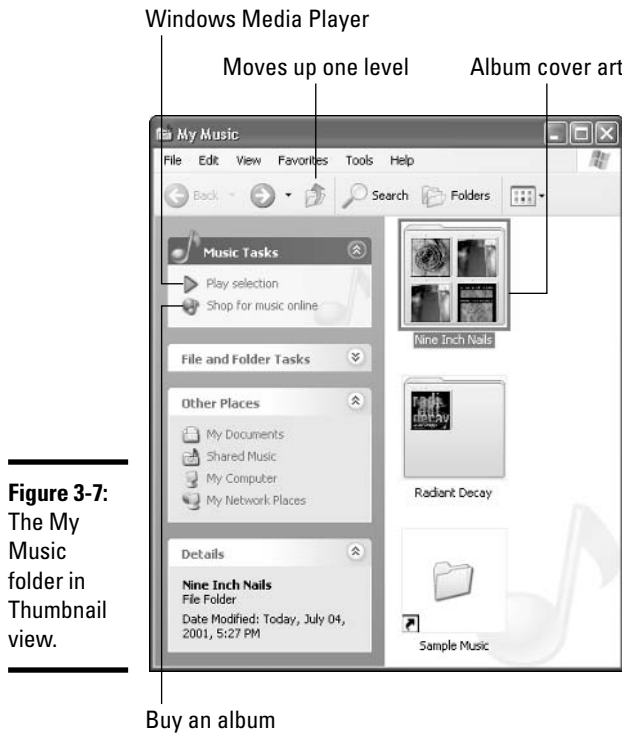 Windows Media Player
Moves up one level
Album cover art
My Music
File Edit View Favorites Tools Help
Back Search Folders
Music Tasks
Play selection
Shop for music online
File and Folder Tasks
Other Places
My Documents
Shared Music
My Computer
My Network Places
Details
Nine Inch Nails
File Folder
Date Modified: Today, July 04,
2001, 5:27 PM
Nine Inch Nails
Radiant Decay
Sample Music
Figure 3-7:
The My
Music
folder in
Thumbnail
view.
Buy an album